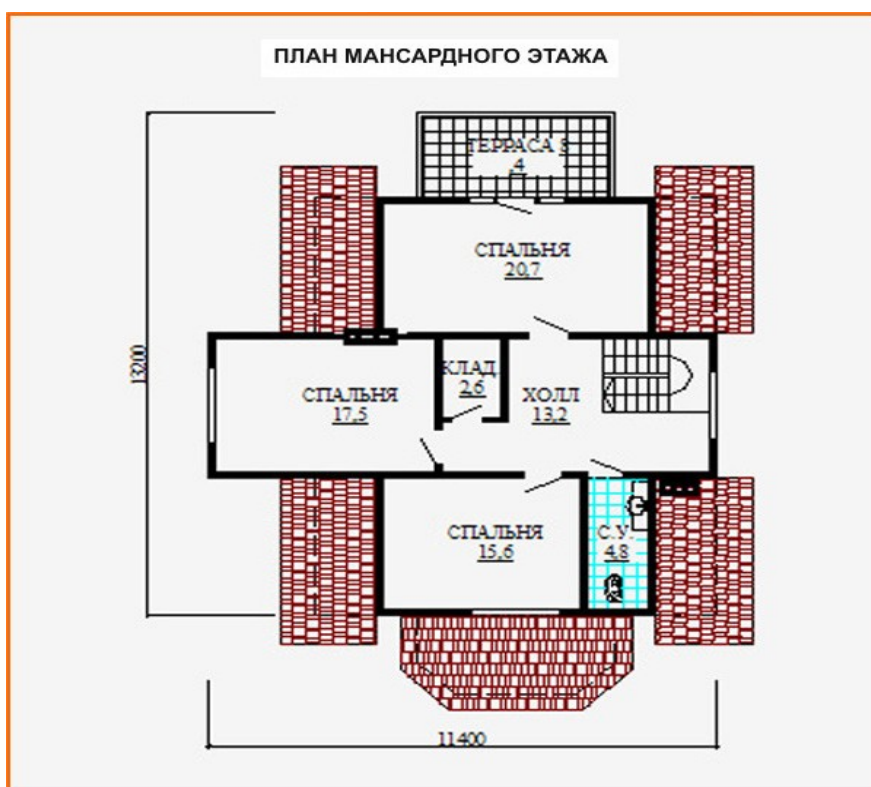 ПЛАН МАНСАРДНОГО ЭТАЖА
ТЕРРАСА 8
,4
СПАЛЬНЯ
20,7
13200
СПАЛЬНЯ
17,5
КЛАД.
2,6
ХОЛЛ
13,2
СПАЛЬНЯ
15,6
С.У.
4,8
11400